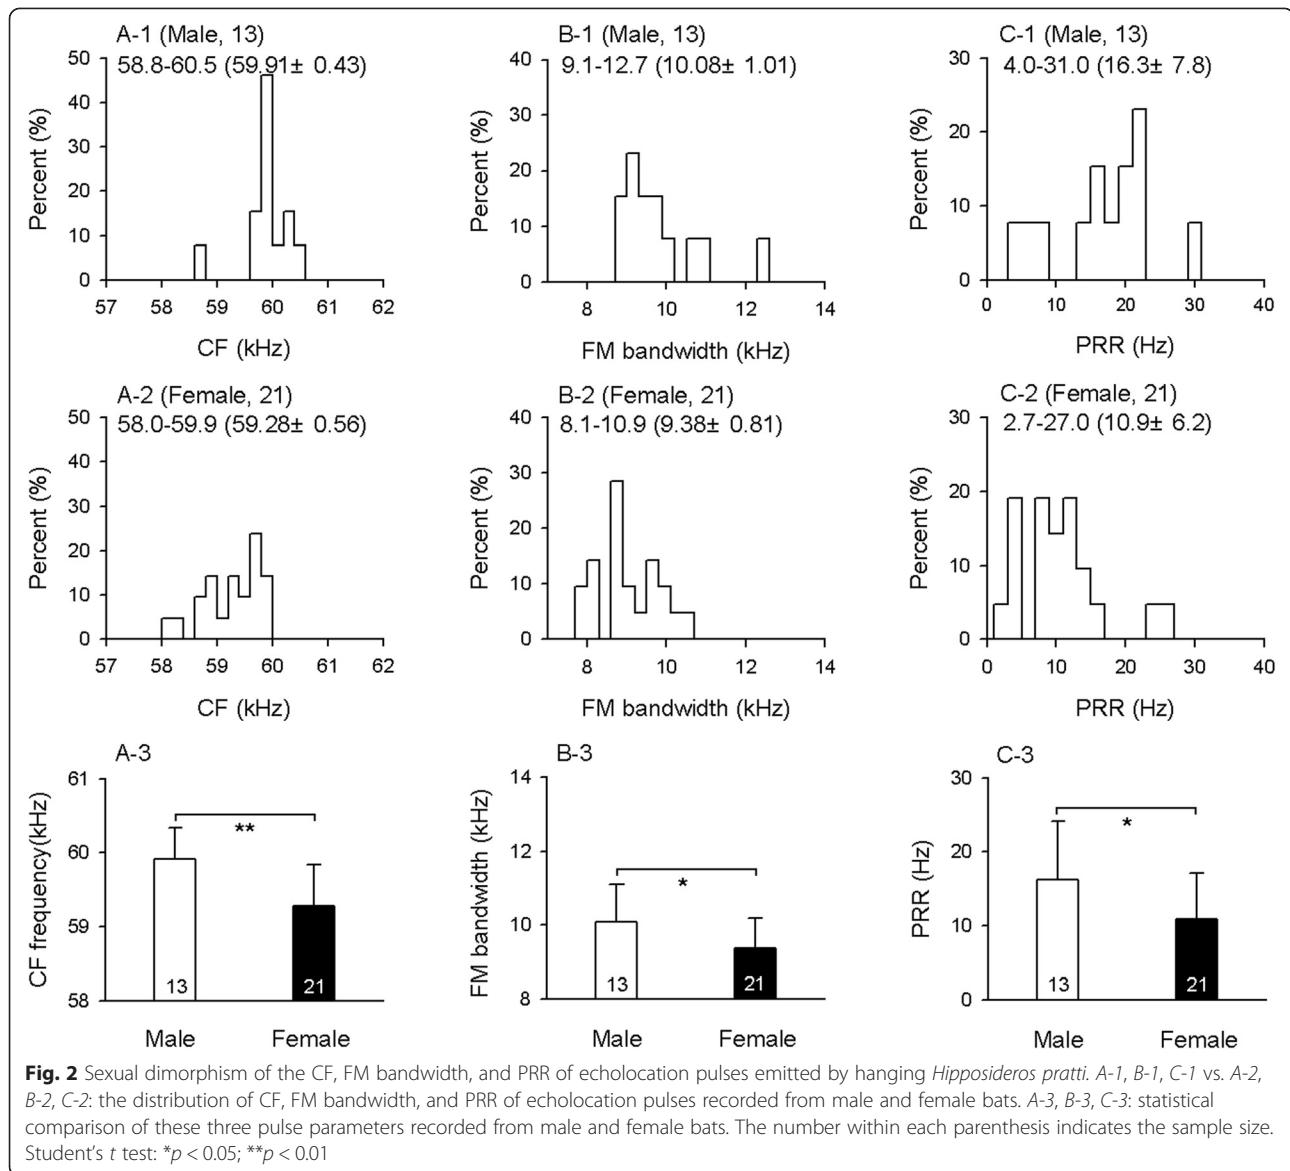 A-1 (Male, 13)
58.8-60.5 (59.91± 0.43)
50
40
30
20
10
0
Percent (%)
57 58 59 60 61 62
CF (kHz)
B-1 (Male, 13)
9.1-12.7 (10.08± 1.01)
40
30
20
10
0
Percent (%)
8 10 12 14
FM bandwidth (kHz)
C-1 (Male, 13)
4.0-31.0 (16.3± 7.8)
30
20
10
0
Percent (%)
0 10 20 30 40
PRR (Hz)
A-2 (Female, 21)
58.0-59.9 (59.28± 0.56)
50
40
30
20
10
0
Percent (%)
57 58 59 60 61 62
CF (kHz)
B-2 (Female, 21)
8.1-10.9 (9.38± 0.81)
40
30
20
10
0
Percent (%)
8 10 12 14
FM bandwidth (kHz)
C-2 (Female, 21)
2.7-27.0 (10.9± 6.2)
30
20
10
0
Percent (%)
0 10 20 30 40
PRR (Hz)
A-3
61
60
59
58
CF frequency(kHz)
**
13 21
Male Female
B-3
14
12
10
8
FM bandwidth (kHz)
*
13 21
Male Female
C-3
30
20
10
0
PRR (Hz)
*
13 21
Male Female
Fig. 2 Sexual dimorphism of the CF, FM bandwidth, and PRR of echolocation pulses emitted by hanging Hipposideros pratti. A-1, B-1, C-1 vs. A-2,
B-2, C-2: the distribution of CF, FM bandwidth, and PRR of echolocation pulses recorded from male and female bats. A-3, B-3, C-3: statistical
comparison of these three pulse parameters recorded from male and female bats. The number within each parenthesis indicates the sample size.
Student's t test: *p < 0.05; **p < 0.01